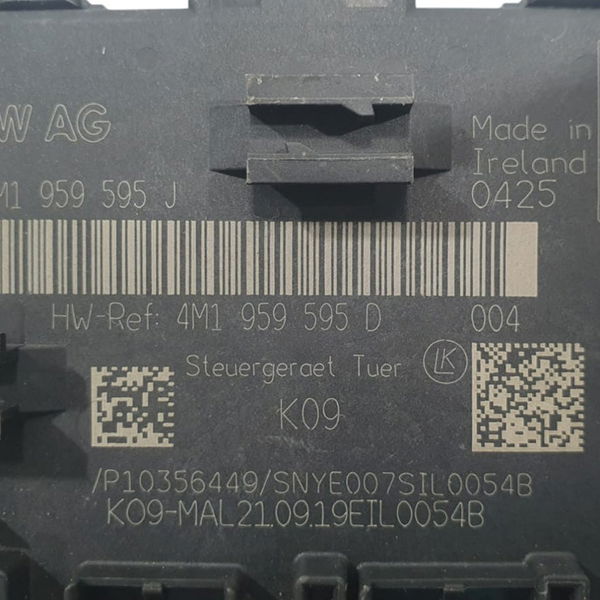 W AG
Made in
Ireland
M1 959 595 J
0425
HW-Ref: 4M1 959 595 D 004
Steuergeraet Tuer LK
K09
/P10356449/SNYE007SIL0054B
K09-MAL21.09.19EIL0054B